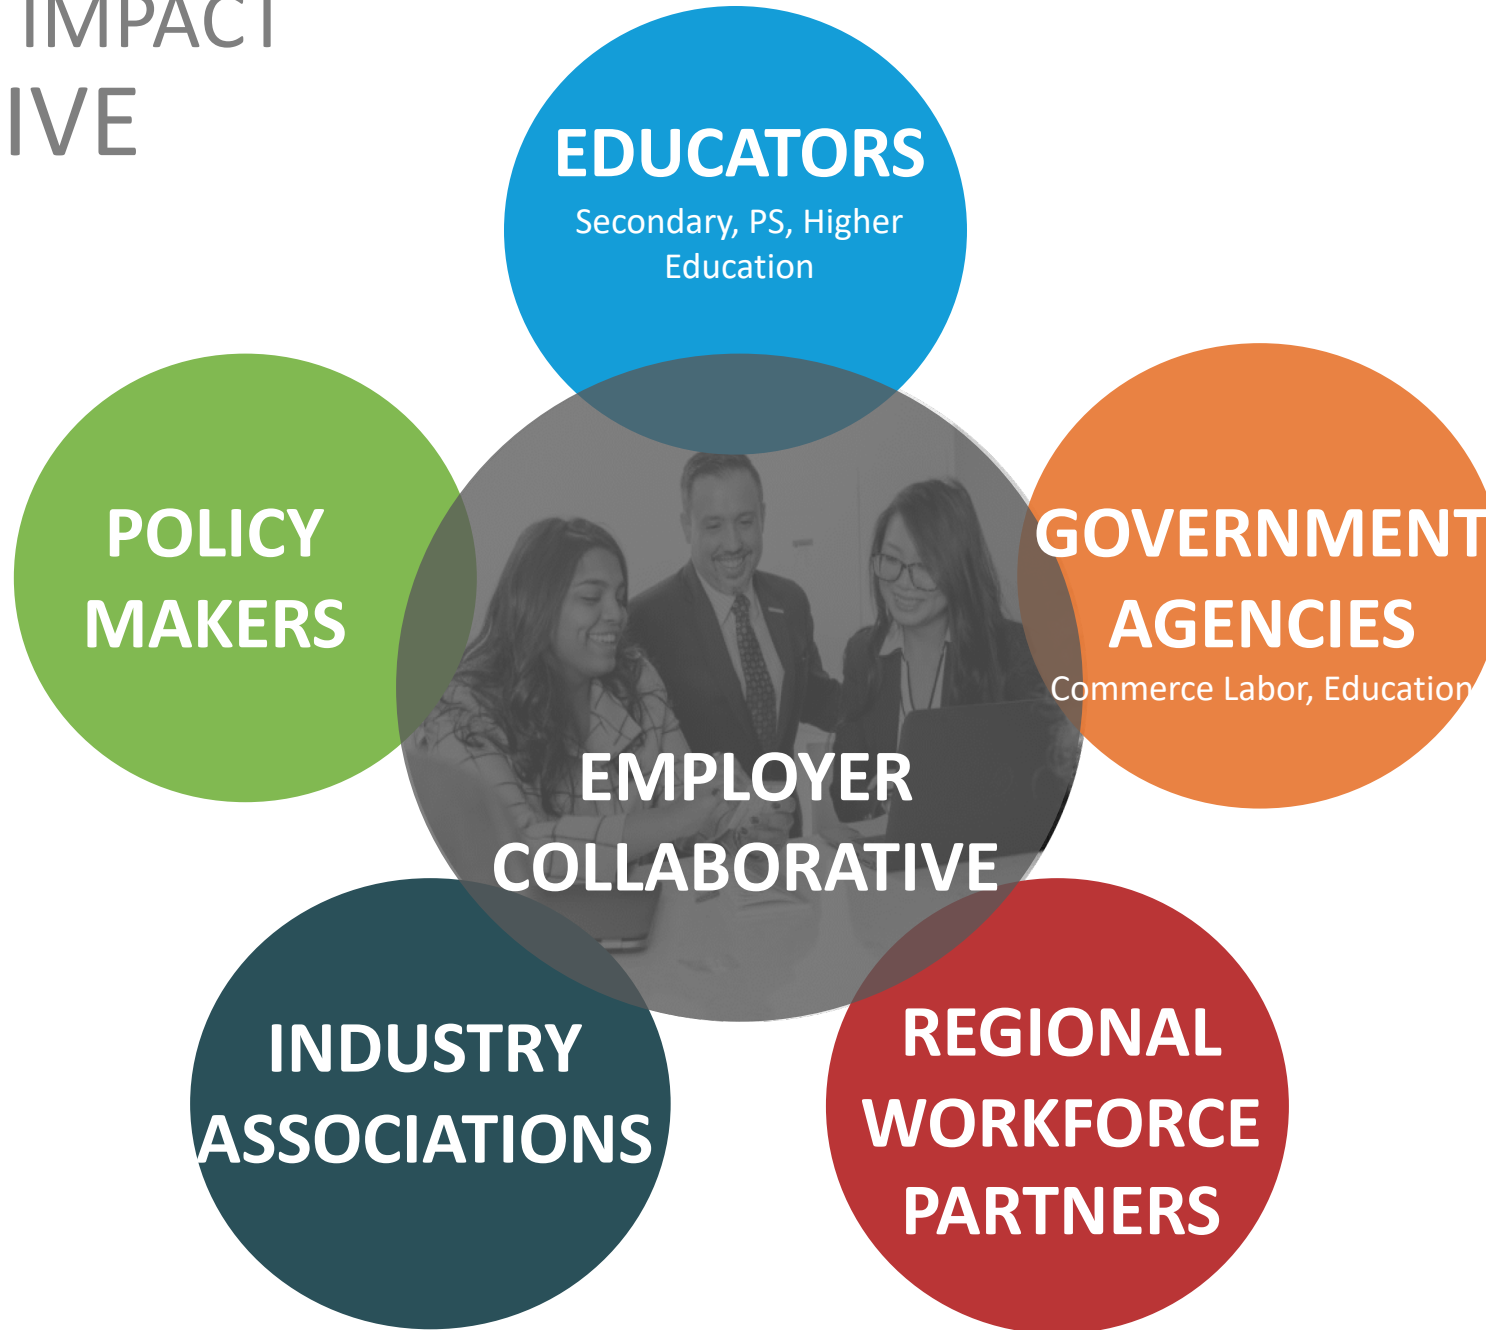 IMPACT
IVE
EDUCATORS
Secondary, PS, Higher
Education
POLICY
MAKERS
GOVERNMENT
AGENCIES
Commerce Labor, Education
EMPLOYER
COLLABORATIVE
INDUSTRY
ASSOCIATIONS
REGIONAL
WORKFORCE
PARTNERS